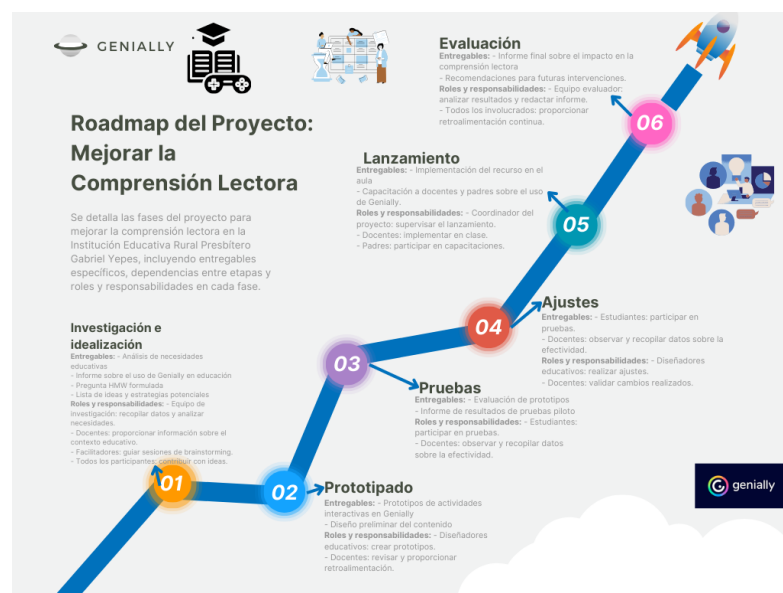 GENIALLY
Roadmap del Proyecto:
Mejorar la
Comprensión Lectora
Se detalla las fases del proyecto para
mejorar la comprensión lectora en la
Institución Educativa Rural Presbítero
Gabriel Yepes, incluyendo entregables
específicos, dependencias entre etapas y
roles y responsabilidades en cada fase.
Investigación e
idealización
Entregables: - Análisis de necesidades
educativas
- Informe sobre el uso de Genially en educación
- Pregunta HMW formulada
- Lista de Ideas y estrategias potenciales
Roles y responsabilidades: - Equipo de
investigación: recopilar datos y analizar
necesidades.
- Docentes: proporcionar información sobre el
contexto educativo.
- Facilitadores: guiar sesiones de brainstorming.
- Todos los participantes: contribuir con ideas.
01
02
Prototipado
Entregables: - Prototipos de actividades
interactivas en Genially
- Diseño preliminar del contenido
Roles y responsabilidades: - Diseñadores
educativos: crear prototipos.
- Docentes: revisar y proporcionar
retroalimentación.
03
Pruebas
Entregables: - Evaluación de prototipos
- Informe de resultados de pruebas piloto
Roles y responsabilidades: - Estudiantes:
participar en pruebas.
- Docentes: observar y recopilar datos
sobre la efectividad.
04
Ajustes
Entregables: - Estudiantes: participar en
pruebas.
- Docentes: observar y recopilar datos sobre la
efectividad.
Roles y responsabilidades: - Diseñadores
educativos: realizar ajustes.
- Docentes: validar cambios realizados.
05
Lanzamiento
Entregables: - Implementación del recurso en el
aula
- Capacitación a docentes y padres sobre el uso
de Genially.
Roles y responsabilidades: - Coordinador del
proyecto: supervisar el lanzamiento.
- Docentes: implementar en clase.
- Padres: participar en capacitaciones.
06
Evaluación
Entregables: - Informe final sobre el impacto en la
comprensión lectora
- Recomendaciones para futuras intervenciones.
Roles y responsabilidades: - Equipo evaluador:
analizar resultados y redactar informe.
- Todos los involucrados: proporcionar
retroalimentación continua.
genially